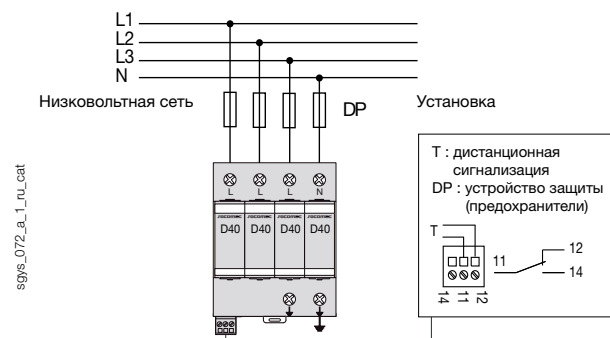 L1
L2
L3
N
Низковольтная сеть
DP
Установка
L L L N
socomec socomec socomec socomec
D40 D40 D40 D40
T : дистанционная
сигнализация
DP : устройство защиты
(предохранители)
T
11
12
14
14 11 12
sgys_072_a_1_ru_cat